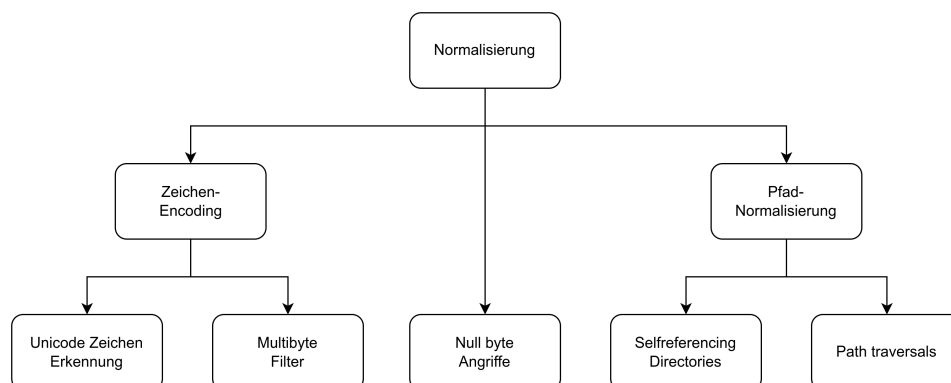 Normalisierung
Zeichen-
Encoding
Pfad-
Normalisierung
Unicode Zeichen
Erkennung
Multibyte
Filter
Null byte
Angriffe
Selfreferencing
Directories
Path traversals